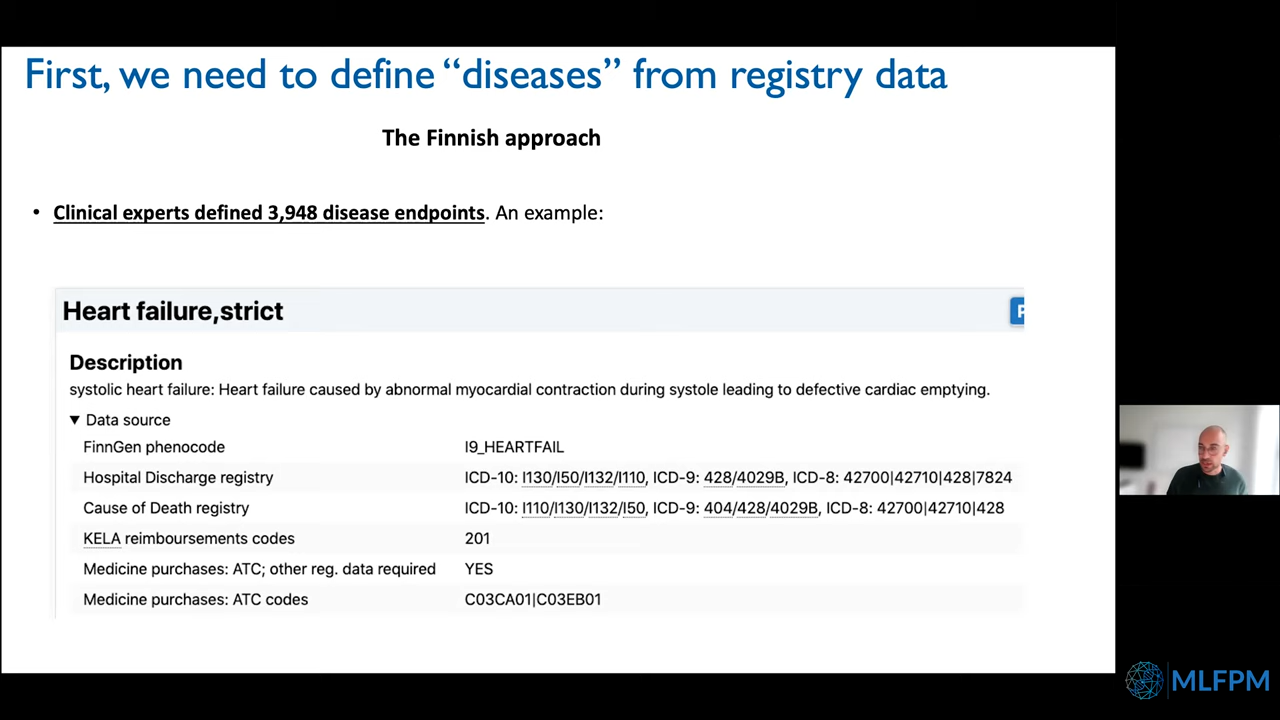 First, we need to define “diseases” from registry data
The Finnish approach
• Clinical experts defined 3,948 disease endpoints. An example:
Heart failure,strict
Description
systolic heart failure: Heart failure caused by abnormal myocardial contraction during systole leading to defective cardiac emptying.
▼ Data source
FinnGen phenocode I9_HEARTFAIL
Hospital Discharge registry ICD-10: I130/I50/I132/I110, ICD-9: 428/4029B, ICD-8: 42700|42710|428|7824
Cause of Death registry ICD-10: I110/I130/I132/I50, ICD-9: 404/428/4029B, ICD-8: 42700|42710|428
KELA reimboursements codes 201
Medicine purchases: ATC; other reg. data required YES
Medicine purchases: ATC codes C03CA01|C03EB01
MLFPM